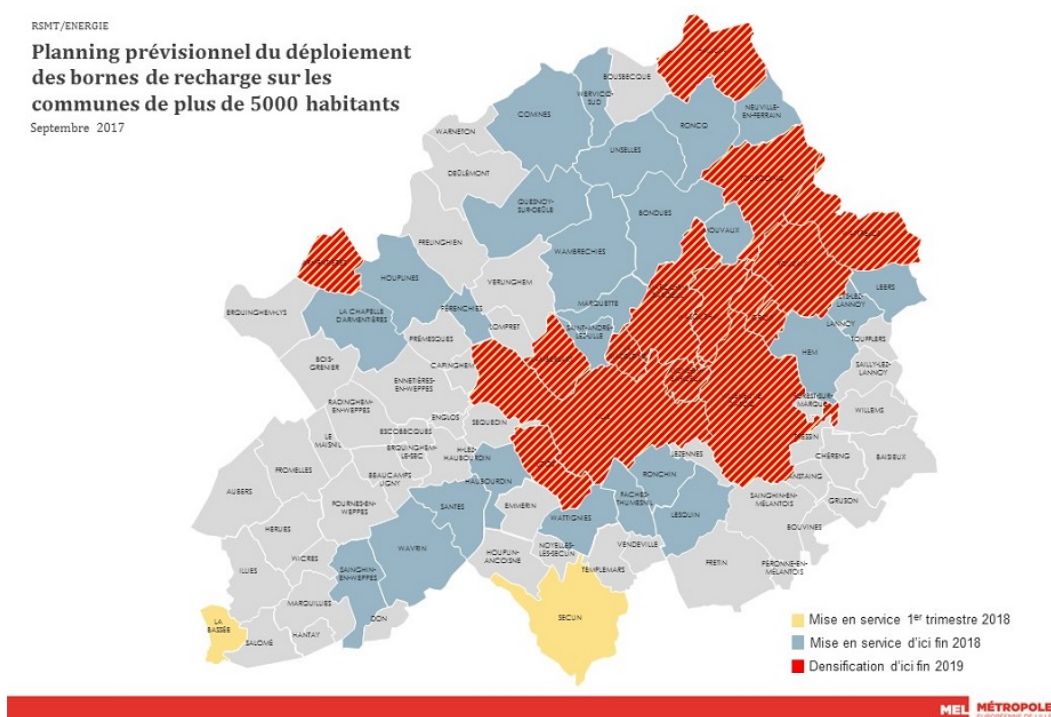 RSMT/ENERGIE
Planning prévisionnel du déploiement
des bornes de recharge sur les
communes de plus de 5000 habitants
Septembre 2017
BOUSBECQUE
WERVICQ-
SUD
COMINES
NEUVILLE-
EN-FERRAIN
RONCQ
WARNETON
LINSELLES
DEÛLÉMONT
QUESNOY-
SUR-DEÛLE
BONDUES
MOUVAUX
FRELINGHIEN
WAMBRECHIES
HOUPLINES
VERLINGHEM
LEERS
LYS-LEZ-
LANNOY
ERQUINGHEM-LYS
LA CHAPELLE
D'ARMENTIÈRES
PÉRENCHIES
MARQUETTE
LOMPRET
SAINT-ANDRÉ-
LEZ-LILLE
LANNOY
TOUFFLERS
PRÉMESQUES
HEM
BOIS-
GRENIER
CAPINGHEM
SAILLY-LEZ-
LANNOY
ENNETIÈRES-
EN-WEPPES
RADINGHEM-
EN-WEPPES
FOREST-SUR-
MARQUE
WILLEMS
ENGLOS
SEQUEDIN
ESCOBECQUES
LE
MAISNIL
ERQUINGHEM-
LE-SEC
H-LEZ-
HAUBOURDIN
TRESSIN
LEZENNES
CHÉRENG
BAISIEUX
FROMELLES
BEAUCAMPS
LIGNY
HAUBOURDIN
RONCHIN
ANSTAING
AUBERS
FOURNES-EN-
WEPPES
SANTES
EMMERIN
FACHES-
THUMESNIL
SAINGHIN-EN-
MÉLANTOIS
GRUSON
HERLIES
WATTIGNIES
LESQUIN
BOUVINES
WICRES
WAVRIN
HOUPLIN-
ANCOISNE
NOYELLES-
LES-SECLIN
VENDEVILLE
ILLIES
SAINGHIN-
EN-WEPPES
TEMPLEMARS
FRETIN
PÉRONNE-EN-
MÉLANTOIS
MARQUILLIES
LA
BASSÉE
SALOMÉ
HANTAY
DON
SECLIN
Mise en service 1er trimestre 2018
Mise en service d'ici fin 2018
Densification d'ici fin 2019
MEL MÉTROPOLE